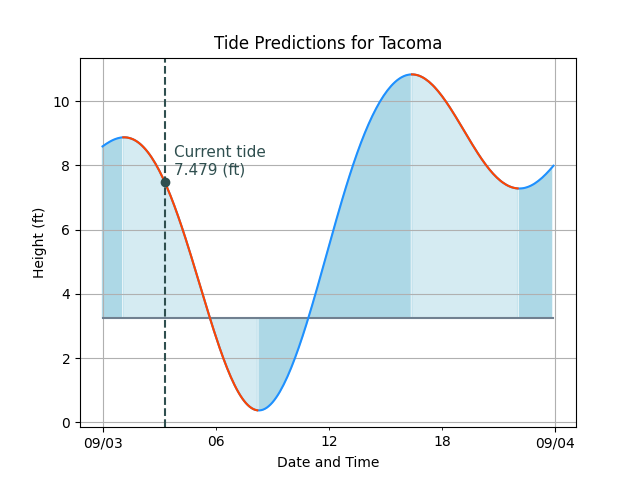 Tide Predictions for Tacoma
Height (ft)
10
8
6
4
2
0
Current tide
7.479 (ft)
09/03
06
12
18
09/04
Date and Time